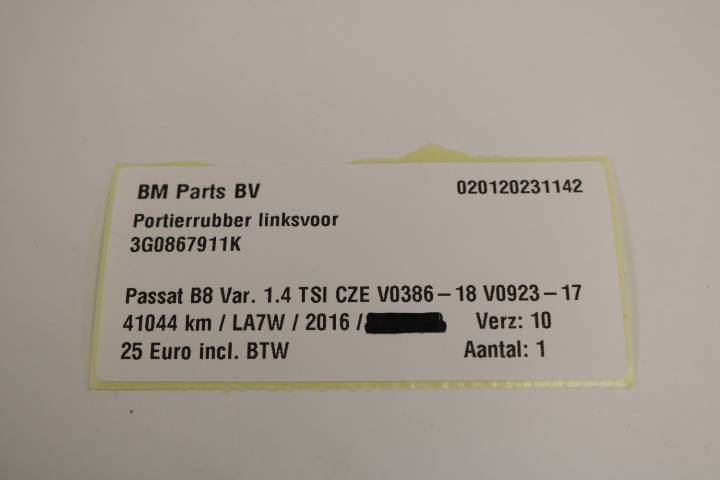 BM Parts BV 020120231142
Portierrubber linksvoor
3G0867911K
Passat B8 Var. 1.4 TSI CZE V0386-18 V0923-17
41044 km / LA7W / 2016 / Verz: 10
25 Euro incl. BTW Aantal: 1